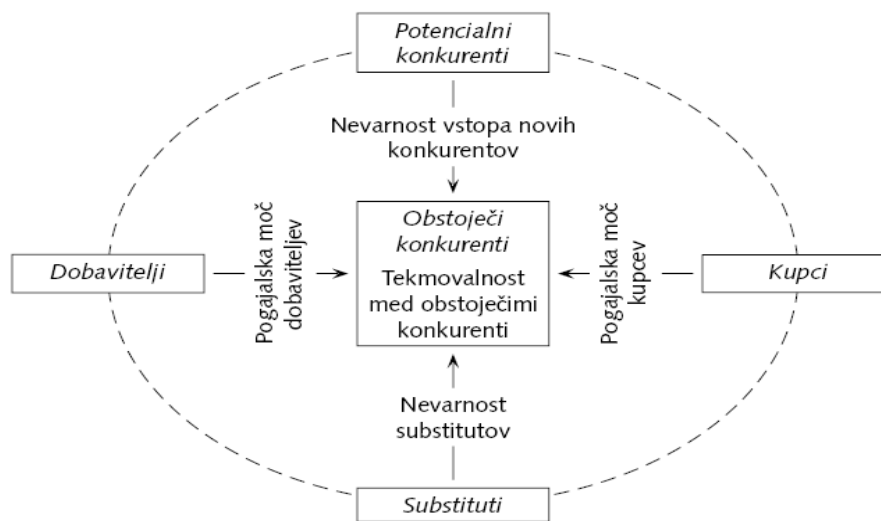 Potencialni
konkurenti
Nevarnost vstopa novih
konkurentov
Dobavitelji
Pogajalska moč
dobaviteljev
Obstoječi
konkurenti
Tekmovalnost
med obstoječimi
konkurenti
Pogajalska moč
kupcev
Kupci
Nevarnost
substitutov
Substituti